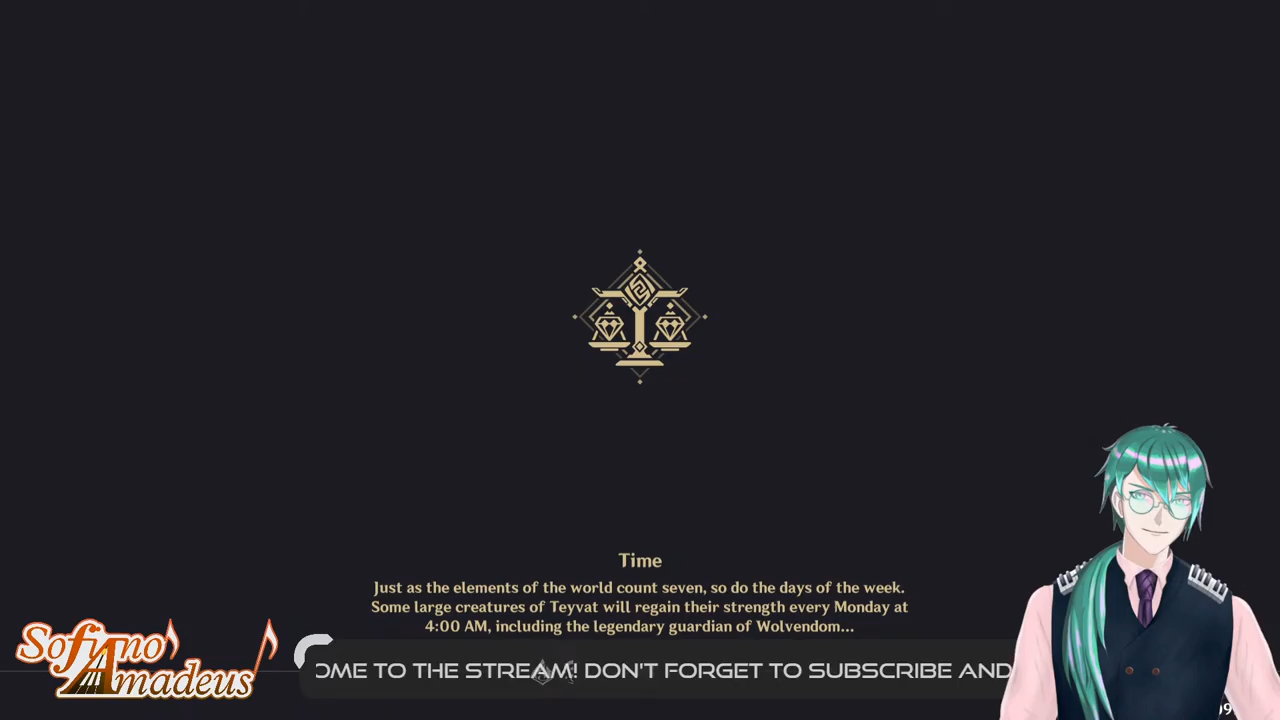 Time
Just as the elements of the world count seven, so do the days of the week.
Some large creatures of Teyvat will regain their strength every Monday at
4:00 AM, including the legendary guardian of Wolvendom...
Sofiano
Amadeus
OME TO THE STREAM! DON'T FORGET TO SUBSCRIBE AND